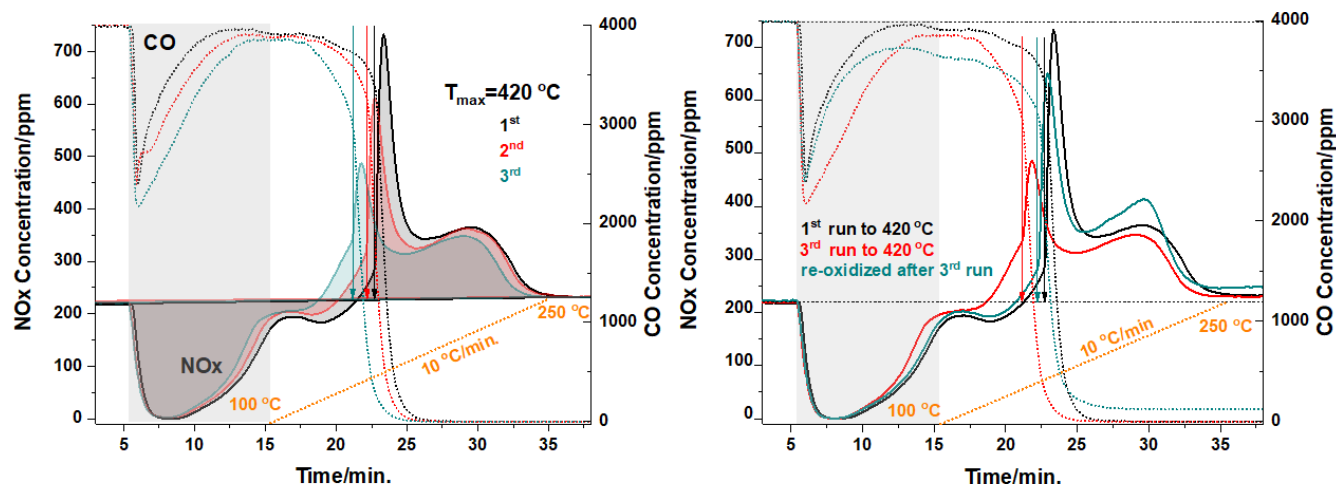 750
700
600
500
400
300
200
100
0
NOx Concentration/ppm
CO
Tmax=420 °C
1st
2nd
3rd
NOx
100 °C
10 °C/min.
250 °C
4000
3000
2000
1000
0
CO Concentration/ppm
5
10
15
20
25
30
35
Time/min.
700
600
500
400
300
200
100
0
NOx Concentration/ppm
1st run to 420 °C
3rd run to 420 °C
re-oxidized after 3rd run
100 °C
10 °C/min
250 °C
4000
3000
2000
1000
0
CO Concentration/ppm
5
10
15
20
25
30
35
Time/min.